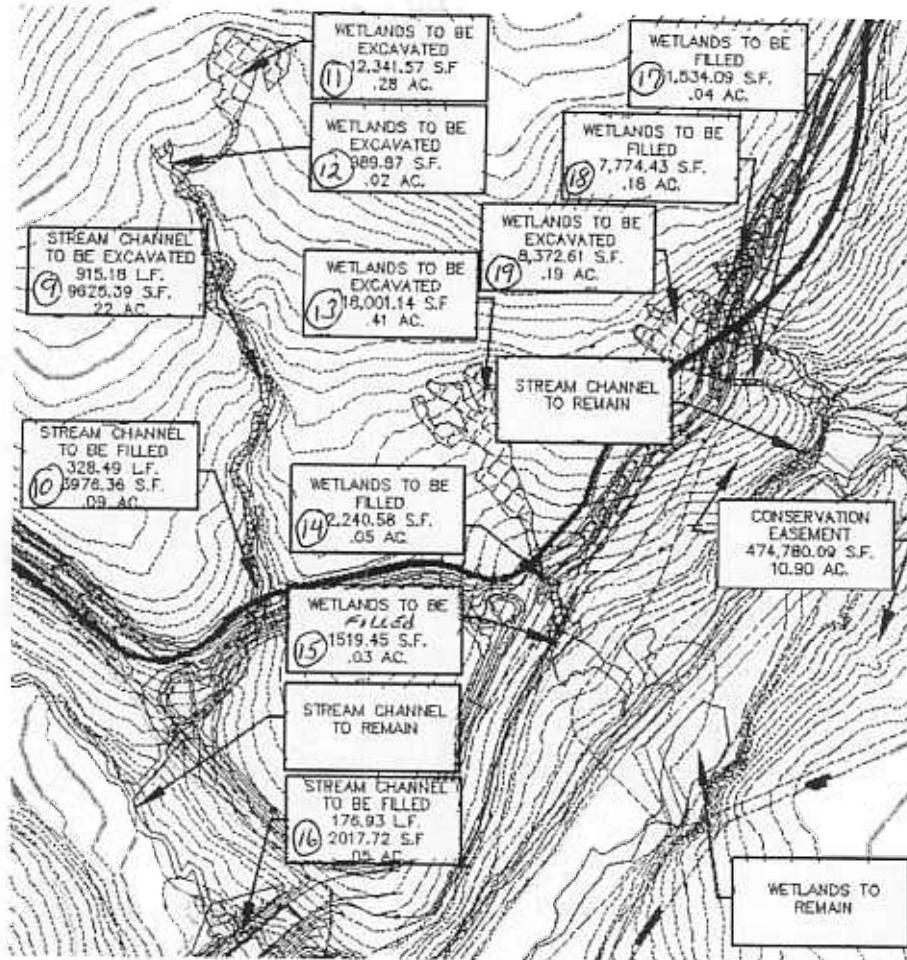 WETLANDS TO BE
EXCAVATED
11 12,341.57 S.F
.28 AC.
WETLANDS TO BE
FILLED
17 1,534.09 S.F.
.04 AC.
WETLANDS TO BE
EXCAVATED
12 989.87 S.F.
.02 AC.
WETLANDS TO BE
FILLED
18 7,774.43 S.F.
.18 AC.
WETLANDS TO BE
EXCAVATED
19 8,372.61 S.F.
.19 AC.
STREAM CHANNEL
TO BE EXCAVATED
915.18 L.F.
9 9625.39 S.F.
.22 AC.
WETLANDS TO BE
EXCAVATED
13 18,001.14 S.F
.41 AC.
STREAM CHANNEL
TO REMAIN
STREAM CHANNEL
TO BE FILLED
328.49 L.F.
10 3976.36 S.F.
.09 AC.
WETLANDS TO BE
FILLED
14 2,240.58 S.F.
.05 AC.
CONSERVATION
EASEMENT
474,780.09 S.F.
10.90 AC.
WETLANDS TO BE
Filled
15 1519.45 S.F.
.03 AC.
STREAM CHANNEL
TO REMAIN
STREAM CHANNEL
TO BE FILLED
176.93 L.F.
16 2017.72 S.F
.05 AC
WETLANDS TO
REMAIN